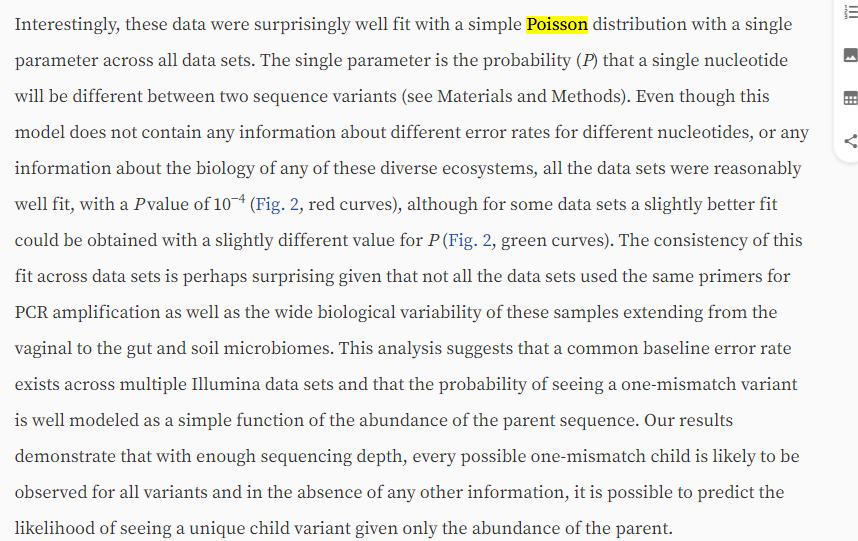 Interestingly, these data were surprisingly well fit with a simple Poisson distribution with a single
parameter across all data sets. The single parameter is the probability (P) that a single nucleotide
will be different between two sequence variants (see Materials and Methods). Even though this
model does not contain any information about different error rates for different nucleotides, or any
information about the biology of any of these diverse ecosystems, all the data sets were reasonably
well fit, with a P value of 10⁻⁴ (Fig. 2, red curves), although for some data sets a slightly better fit
could be obtained with a slightly different value for P (Fig. 2, green curves). The consistency of this
fit across data sets is perhaps surprising given that not all the data sets used the same primers for
PCR amplification as well as the wide biological variability of these samples extending from the
vaginal to the gut and soil microbiomes. This analysis suggests that a common baseline error rate
exists across multiple Illumina data sets and that the probability of seeing a one-mismatch variant
is well modeled as a simple function of the abundance of the parent sequence. Our results
demonstrate that with enough sequencing depth, every possible one-mismatch child is likely to be
observed for all variants and in the absence of any other information, it is possible to predict the
likelihood of seeing a unique child variant given only the abundance of the parent.